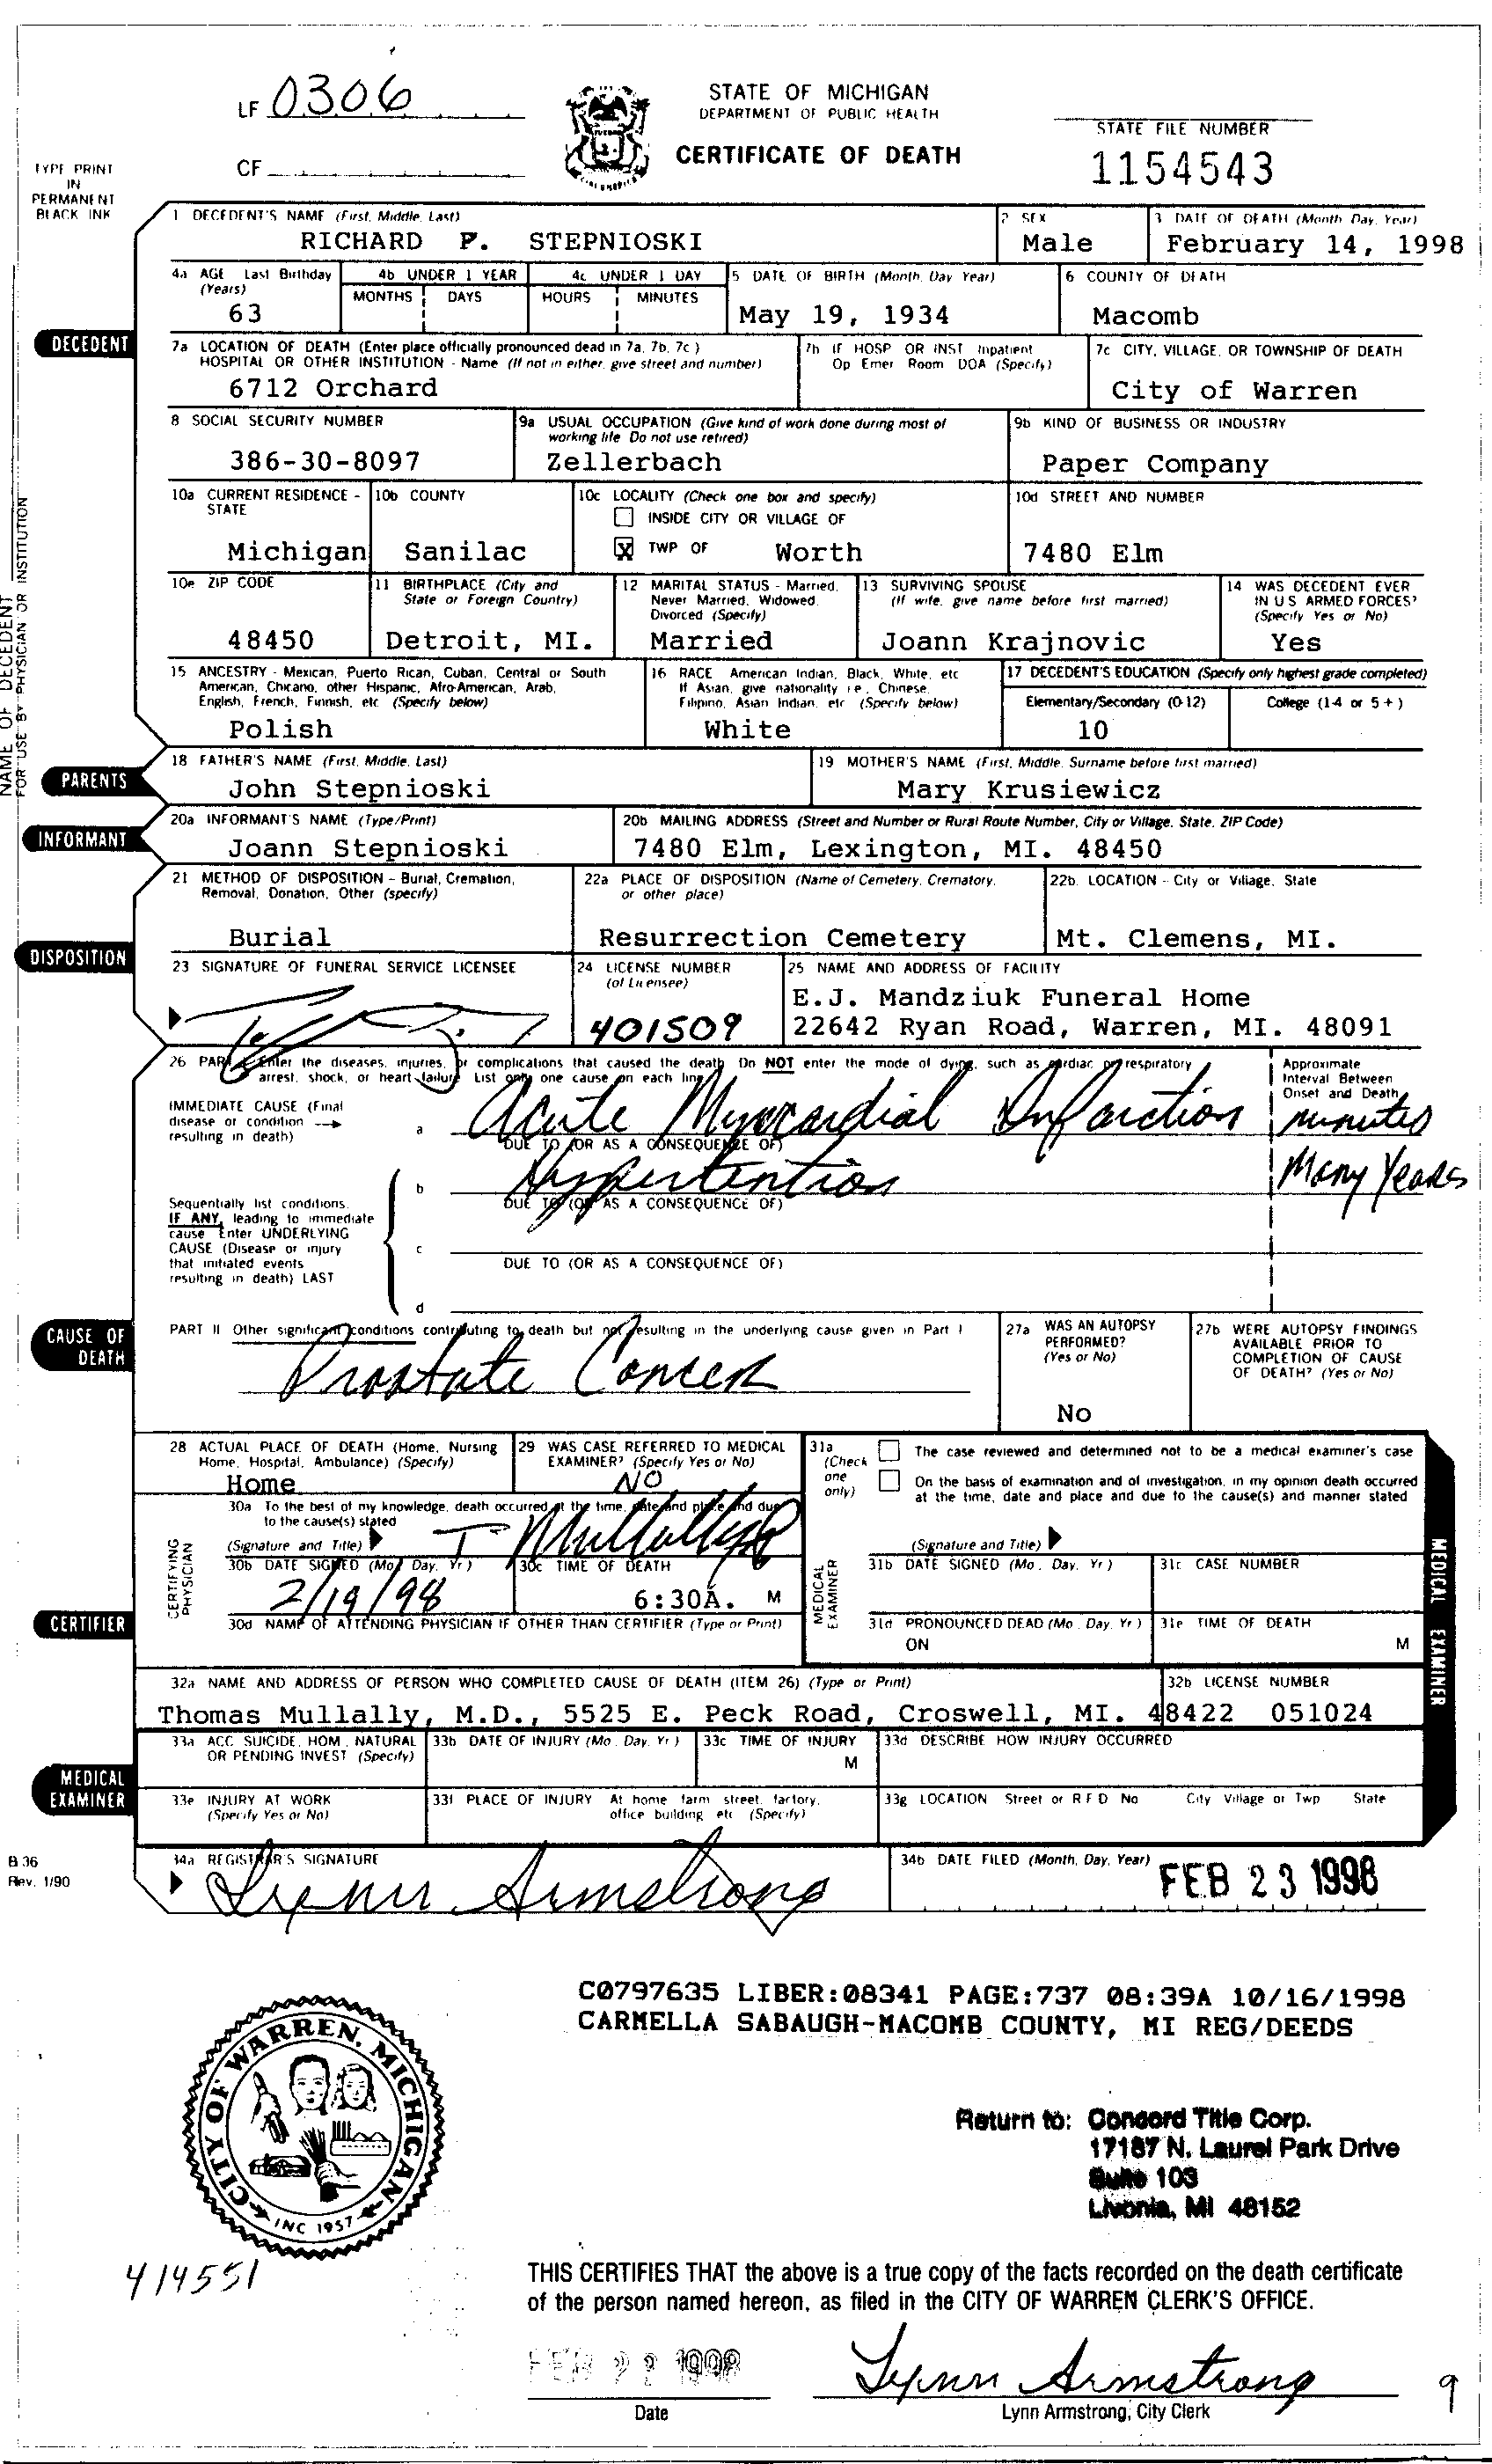 LF 0306
STATE OF MICHIGAN
DEPARTMENT OF PUBLIC HEALTH
CERTIFICATE OF DEATH
STATE FILE NUMBER
1154543
CF
TYPE PRINT
IN
PERMANENT
BLACK INK
1 DECEDENT'S NAME (First, Middle, Last)
RICHARD P. STEPNIOSKI
2 SEX
Male
3 DATE OF DEATH (Month, Day, Year)
February 14, 1998
4a AGE Last Birthday
(Years)
63
4b UNDER 1 YEAR
MONTHS DAYS
4c UNDER 1 DAY
HOURS MINUTES
5 DATE OF BIRTH (Month, Day Year)
May 19, 1934
6 COUNTY OF DEATH
Macomb
DECEDENT
7a LOCATION OF DEATH (Enter place officially pronounced dead in 7a, 7b, 7c)
HOSPITAL OR OTHER INSTITUTION - Name (If not in either, give street and number)
6712 Orchard
7b IF HOSP OR INST Inpatient
Op Emer Room DOA (Specify)
7c CITY, VILLAGE, OR TOWNSHIP OF DEATH
City of Warren
8 SOCIAL SECURITY NUMBER
386-30-8097
9a USUAL OCCUPATION (Give kind of work done during most of
working life Do not use retired)
Zellerbach
9b KIND OF BUSINESS OR INDUSTRY
Paper Company
10a CURRENT RESIDENCE -
STATE
Michigan
10b COUNTY
Sanilac
10c LOCALITY (Check one box and specify)
INSIDE CITY OR VILLAGE OF
X TWP OF Worth
10d STREET AND NUMBER
7480 Elm
10e ZIP CODE
48450
11 BIRTHPLACE (City and
State or Foreign Country)
Detroit, MI.
12 MARITAL STATUS - Married,
Never Married, Widowed,
Divorced (Specify)
Married
13 SURVIVING SPOUSE
(If wife, give name before first married)
Joann Krajnovic
14 WAS DECEDENT EVER
IN U S ARMED FORCES?
(Specify Yes or No)
Yes
15 ANCESTRY - Mexican, Puerto Rican, Cuban, Central or South
American, Chicano, other Hispanic, Afro-American, Arab,
English, French, Finnish, etc (Specify below)
Polish
16 RACE American Indian, Black, White, etc
If Asian, give nationality i.e., Chinese,
Filipino, Asian Indian, etc (Specify below)
White
17 DECEDENT'S EDUCATION (Specify only highest grade completed)
Elementary/Secondary (0-12)
College (1-4 or 5+)
10
NAME OF DECEDENT
FOR USE BY PHYSICIAN OR INSTITUTION
PARENTS
18 FATHER'S NAME (First, Middle, Last)
John Stepnioski
19 MOTHER'S NAME (First, Middle, Surname before first married)
Mary Krusiewicz
INFORMANT
20a INFORMANT'S NAME (Type/Print)
Joann Stepnioski
20b MAILING ADDRESS (Street and Number or Rural Route Number, City or Village, State, ZIP Code)
7480 Elm, Lexington, MI. 48450
21 METHOD OF DISPOSITION - Burial, Cremation,
Removal, Donation, Other (specify)
Burial
22a PLACE OF DISPOSITION (Name of Cemetery, Crematory,
or other place)
Resurrection Cemetery
22b. LOCATION - City or Village, State
Mt. Clemens, MI.
DISPOSITION
23 SIGNATURE OF FUNERAL SERVICE LICENSEE
24 LICENSE NUMBER
(of Licensee)
401509
25 NAME AND ADDRESS OF FACILITY
E.J. Mandziuk Funeral Home
22642 Ryan Road, Warren, MI. 48091
26 PART I Enter the diseases, injuries, or complications that caused the death Do NOT enter the mode of dying, such as cardiac or respiratory
arrest, shock, or heart failure List only one cause on each line
Approximate
Interval Between
Onset and Death
IMMEDIATE CAUSE (Final
disease or condition
resulting in death)
a Acute Myocardial Infarction minutes
DUE TO (OR AS A CONSEQUENCE OF)
b Hypertention Many Years
DUE TO (OR AS A CONSEQUENCE OF)
Sequentially list conditions,
IF ANY, leading to immediate
cause Enter UNDERLYING
CAUSE (Disease or injury
that initiated events
resulting in death) LAST
c
DUE TO (OR AS A CONSEQUENCE OF)
d
CAUSE OF
DEATH
PART II Other significant conditions contributing to death but not resulting in the underlying cause given in Part I
Prostate Cancer
27a WAS AN AUTOPSY
PERFORMED?
(Yes or No)
No
27b WERE AUTOPSY FINDINGS
AVAILABLE PRIOR TO
COMPLETION OF CAUSE
OF DEATH? (Yes or No)
28 ACTUAL PLACE OF DEATH (Home, Nursing
Home, Hospital, Ambulance) (Specify)
Home
29 WAS CASE REFERRED TO MEDICAL
EXAMINER? (Specify Yes or No)
NO
31a
(Check
one
only)
The case reviewed and determined not to be a medical examiner's case
On the basis of examination and of investigation, in my opinion death occurred
at the time, date and place and due to the cause(s) and manner stated
(Signature and Title)
CERTIFYING
PHYSICIAN
30a To the best of my knowledge, death occurred at the time, date and place and due
to the cause(s) stated
(Signature and Title) T Mullally
30b DATE SIGNED (Mo, Day, Yr)
2/19/98
30c TIME OF DEATH
6:30A. M
MEDICAL
EXAMINER
31b DATE SIGNED (Mo, Day, Yr)
31c CASE NUMBER
CERTIFIER
30d NAME OF ATTENDING PHYSICIAN IF OTHER THAN CERTIFIER (Type or Print)
31d PRONOUNCED DEAD (Mo, Day, Yr)
ON
31e TIME OF DEATH
M
MEDICAL EXAMINER
32a NAME AND ADDRESS OF PERSON WHO COMPLETED CAUSE OF DEATH (ITEM 26) (Type or Print)
Thomas Mullally, M.D., 5525 E. Peck Road, Croswell, MI. 48422
32b LICENSE NUMBER
051024
33a ACC, SUICIDE, HOM, NATURAL
OR PENDING INVEST (Specify)
33b DATE OF INJURY (Mo, Day, Yr)
33c TIME OF INJURY
M
33d DESCRIBE HOW INJURY OCCURRED
MEDICAL
EXAMINER
33e INJURY AT WORK
(Specify Yes or No)
33f PLACE OF INJURY At home farm street, factory,
office building etc (Specify)
33g LOCATION Street or R F D No City Village or Twp State
B 36
Rev. 1/90
34a REGISTRAR'S SIGNATURE
Lynn Armstrong
34b DATE FILED (Month, Day, Year)
FEB 23 1998
C0797635 LIBER:08341 PAGE:737 08:39A 10/16/1998
CARMELLA SABAUGH-MACOMB COUNTY, MI REG/DEEDS
CITY OF WARREN, MICHIGAN
INC 1957
Return to: Concord Title Corp.
17187 N. Laurel Park Drive
Suite 103
Livonia, MI 48152
414551
THIS CERTIFIES THAT the above is a true copy of the facts recorded on the death certificate
of the person named hereon, as filed in the CITY OF WARREN CLERK'S OFFICE.
FEB 1998
Date
Lynn Armstrong
Lynn Armstrong, City Clerk
9